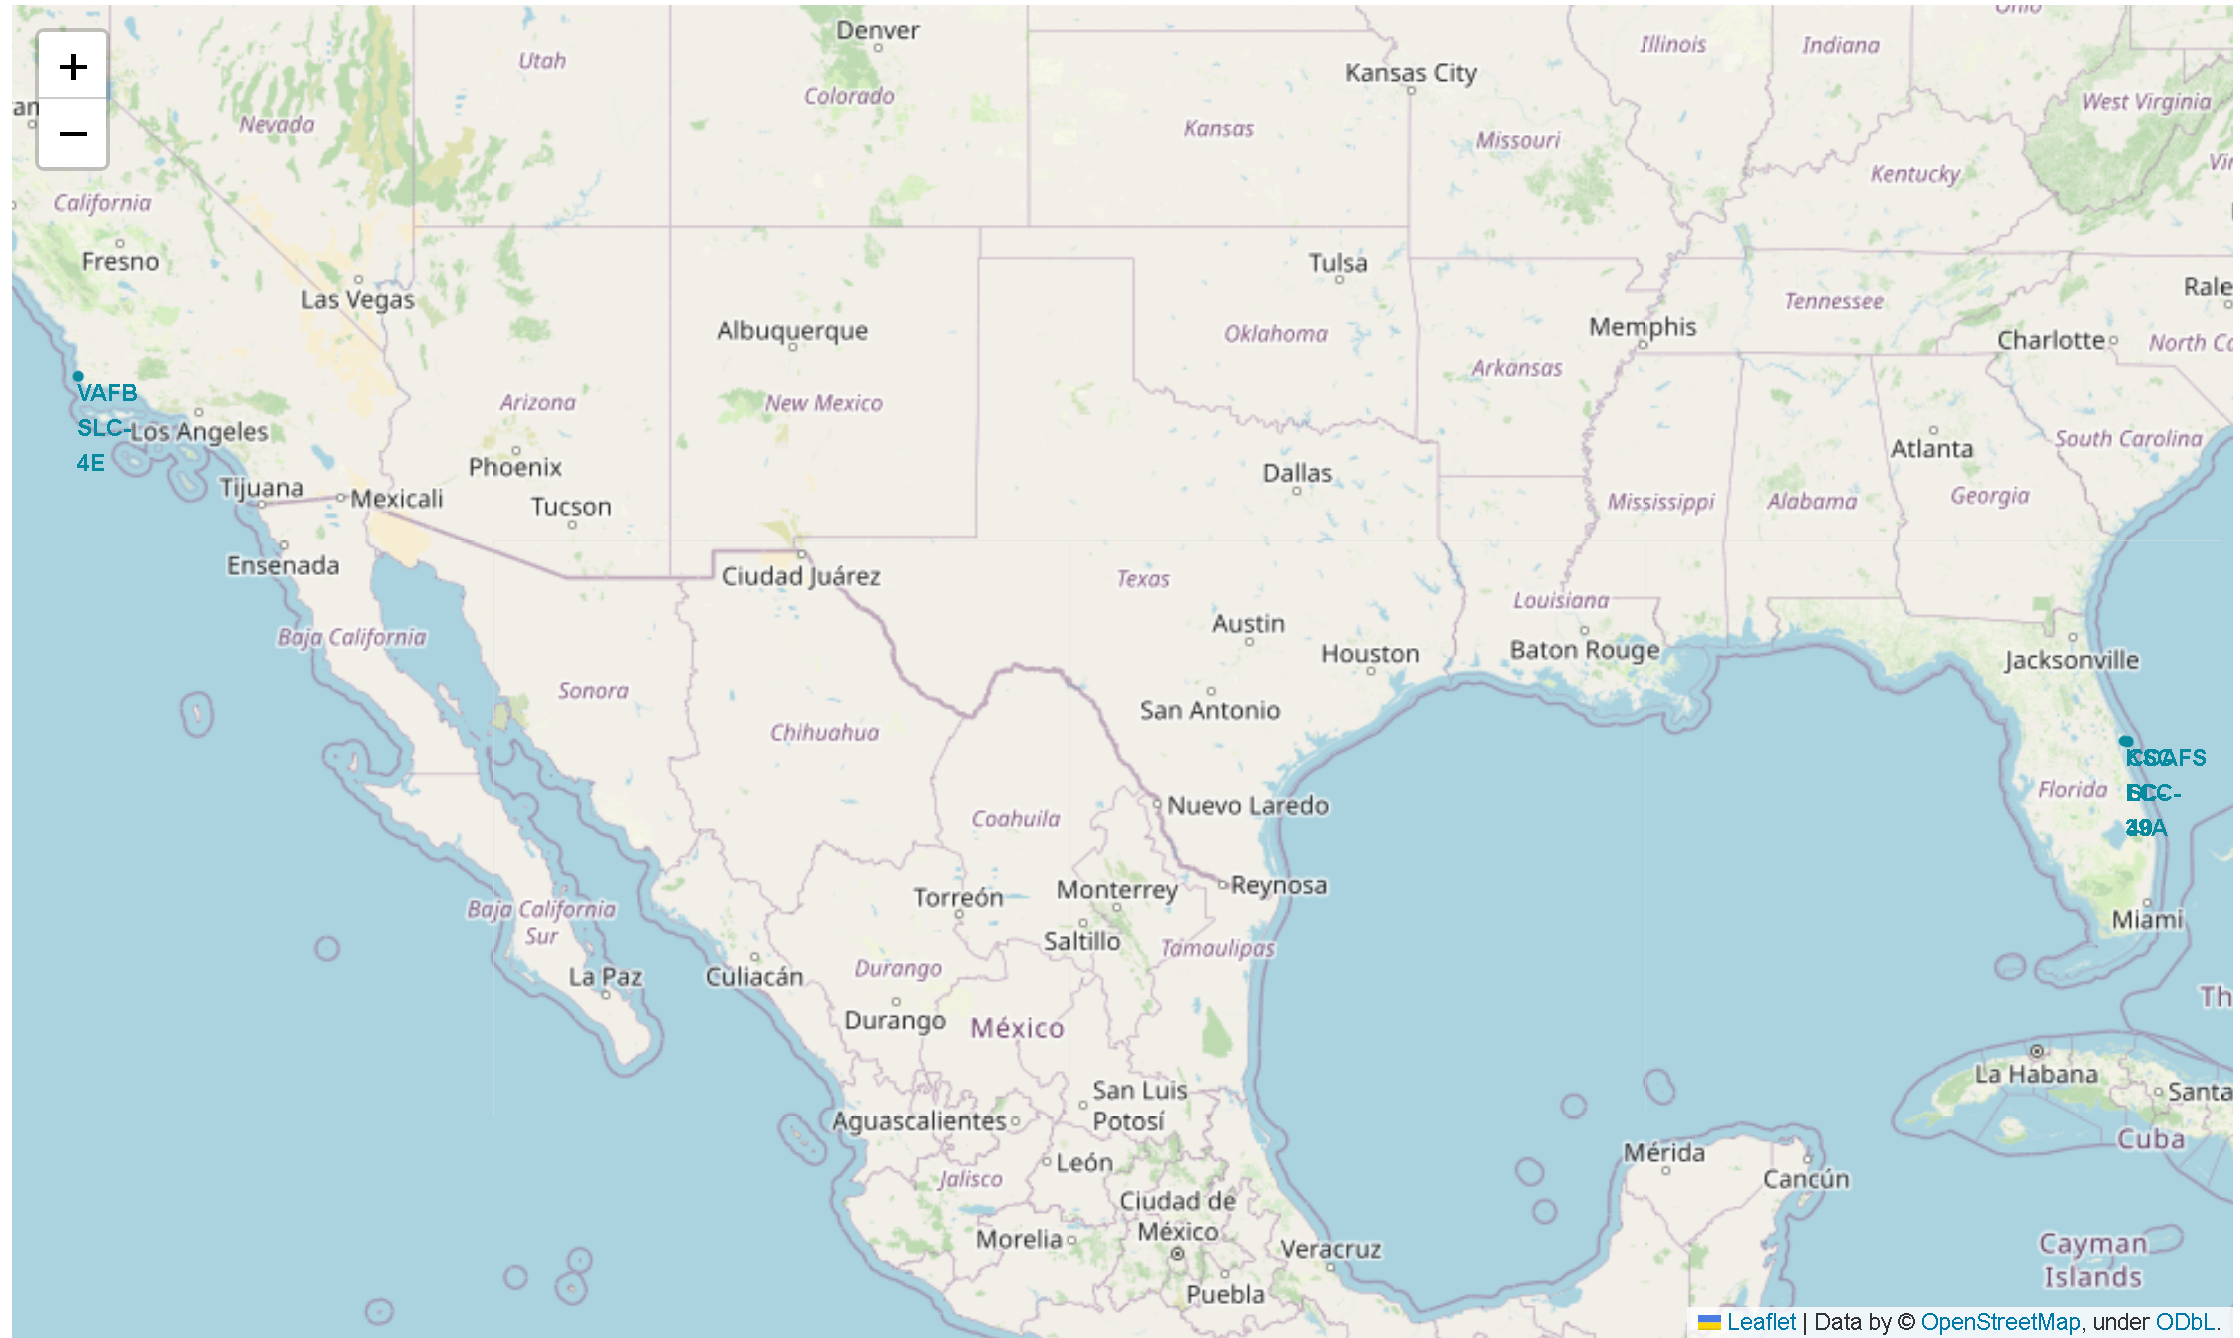 +
−
Denver
Utah
Colorado
Nevada
Kansas City
Kansas
Missouri
Illinois
Indiana
Ohio
West Virginia
Kentucky
California
Fresno
Las Vegas
Albuquerque
Tulsa
Oklahoma
Memphis
Tennessee
Charlotte
Arkansas
VAFB
SLC-
4E
Los Angeles
Arizona
New Mexico
Phoenix
Tucson
Dallas
Atlanta
South Carolina
Mississippi
Alabama
Georgia
Tijuana
Mexicali
Ensenada
Ciudad Juárez
Texas
Louisiana
Baja California
Austin
Houston
Baton Rouge
Jacksonville
Sonora
Chihuahua
San Antonio
Florida
Coahuila
Nuevo Laredo
Torreón
Monterrey
Reynosa
Miami
Baja California
Sur
Saltillo
Tamaulipas
La Paz
Culiacán
Durango
Durango
México
La Habana
San Luis
Potosí
Aguascalientes
León
Jalisco
Mérida
Cancún
Cuba
Santa
Ciudad de
México
Morelia
Veracruz
Puebla
Cayman
Islands
Leaflet | Data by © OpenStreetMap, under ODbL.